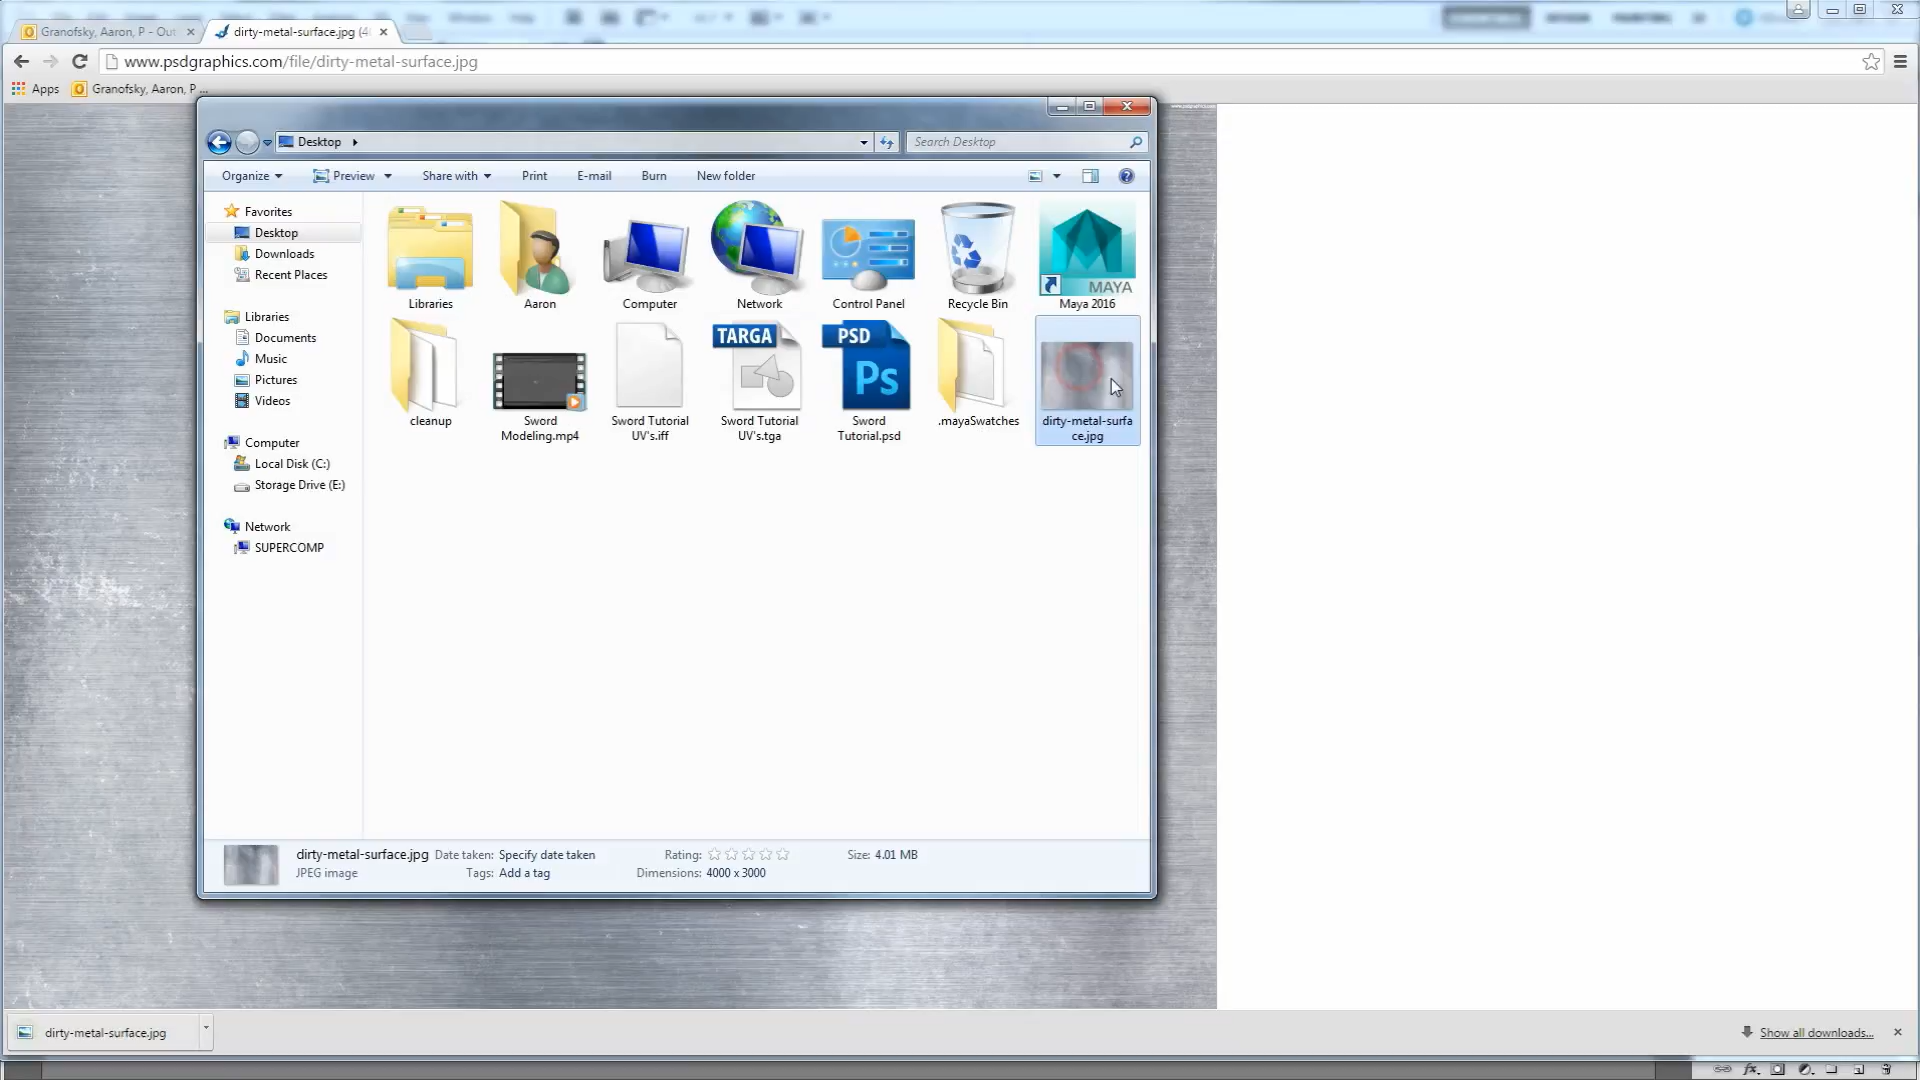 Granofsky, Aaron, P - Out
dirty-metal-surface.jpg (4
www.psdgraphics.com/file/dirty-metal-surface.jpg
Apps
Granofsky, Aaron, P ...
Desktop
Search Desktop
Organize
Preview
Share with
Print
E-mail
Burn
New folder
Favorites
Desktop
Downloads
Recent Places
Libraries
Documents
Music
Pictures
Videos
Computer
Local Disk (C:)
Storage Drive (E:)
Network
SUPERCOMP
Libraries
Aaron
Computer
Network
Control Panel
Recycle Bin
MAYA
Maya 2016
cleanup
Sword
Modeling.mp4
Sword Tutorial
UV's.iff
TARGA
Sword Tutorial
UV's.tga
PSD
Ps
Sword
Tutorial.psd
.mayaSwatches
dirty-metal-surfa
ce.jpg
dirty-metal-surface.jpg
JPEG image
Date taken: Specify date taken
Tags: Add a tag
Rating:
Dimensions: 4000 x 3000
Size: 4.01 MB
dirty-metal-surface.jpg
Show all downloads...
fx